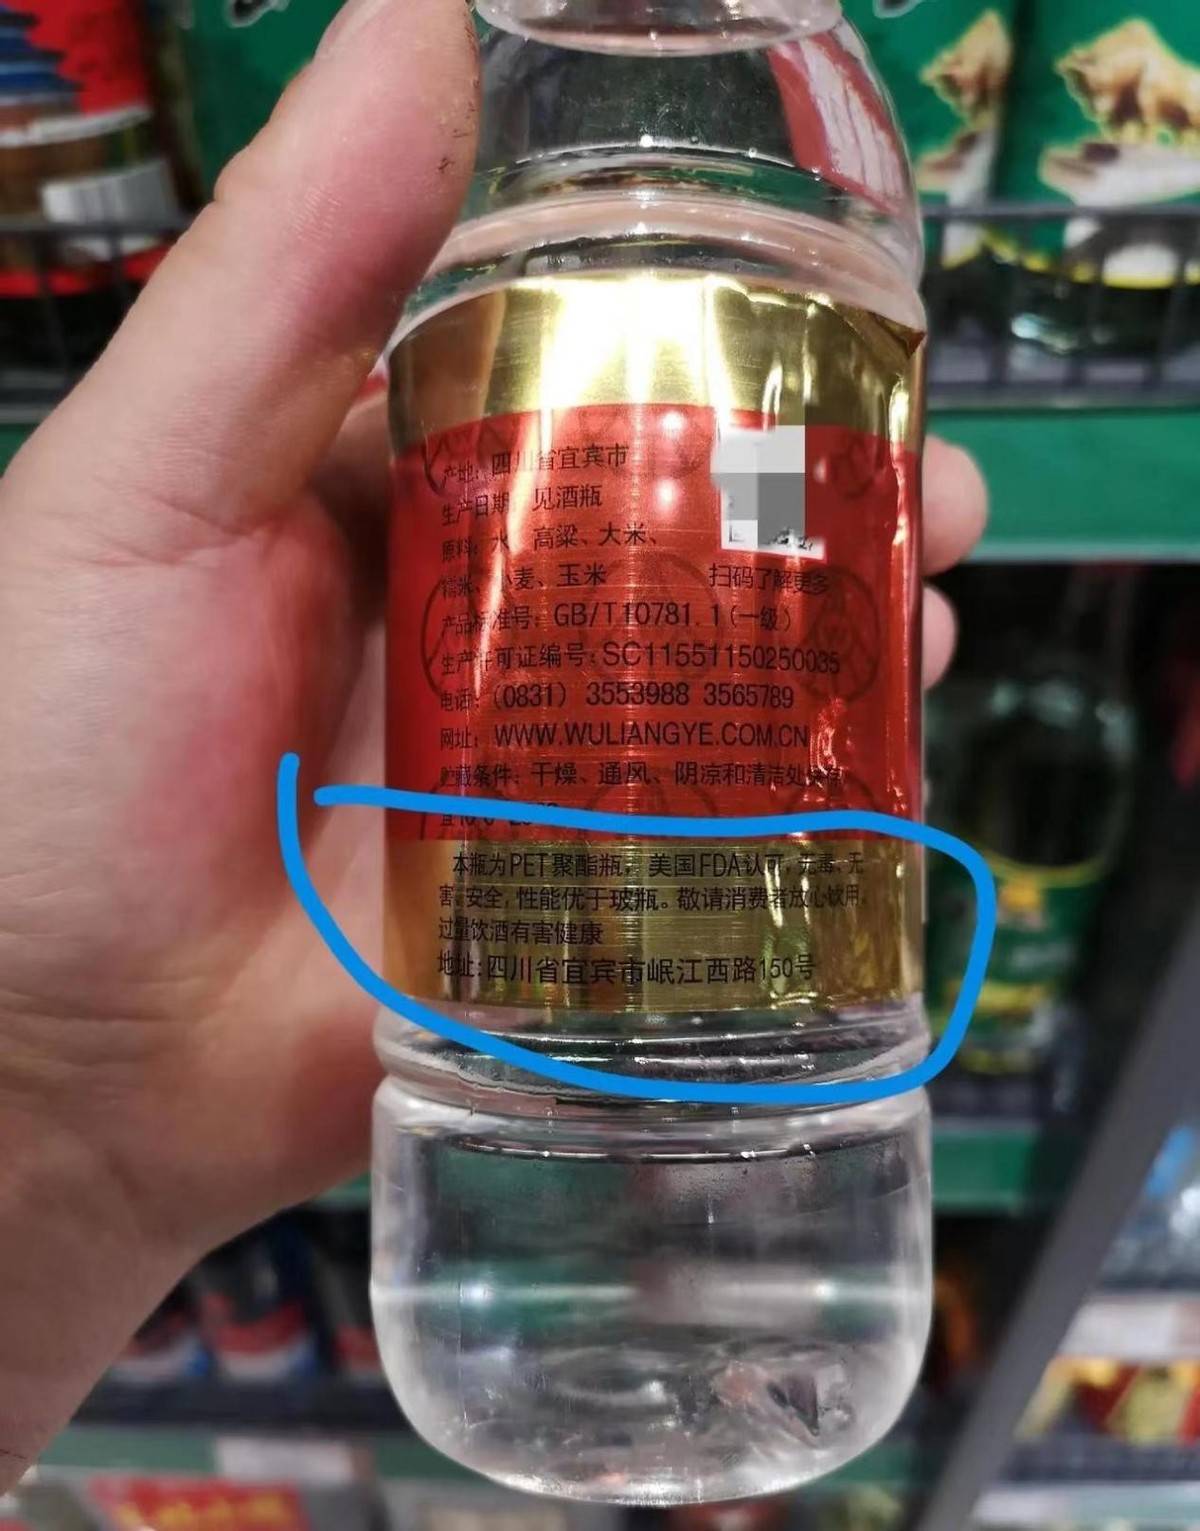 产地：四川省宜宾市
生产日期：见酒瓶
原料：水、高粱、大米、
糯米、小麦、玉米
扫码了解更多
产品标准号：GB/T10781.1(一级)
生产许可证编号：SC11551150250035
电话：（0831）3553988 3565789
网址：WWW.WULIANGYE.COM.CN
贮藏条件：干燥、通风、阴凉和清洁处保存
本瓶为PET聚酯瓶，美国FDA认可，无毒、无
害、安全，性能优于玻瓶。敬请消费者放心饮用。
过量饮酒有害健康
地址：四川省宜宾市岷江西路150号